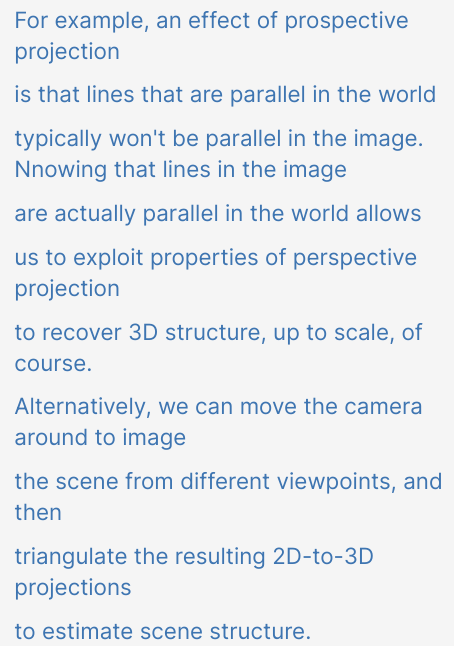 For example, an effect of prospective
projection
is that lines that are parallel in the world
typically won't be parallel in the image.
Nnowing that lines in the image
are actually parallel in the world allows
us to exploit properties of perspective
projection
to recover 3D structure, up to scale, of
course.
Alternatively, we can move the camera
around to image
the scene from different viewpoints, and
then
triangulate the resulting 2D-to-3D
projections
to estimate scene structure.